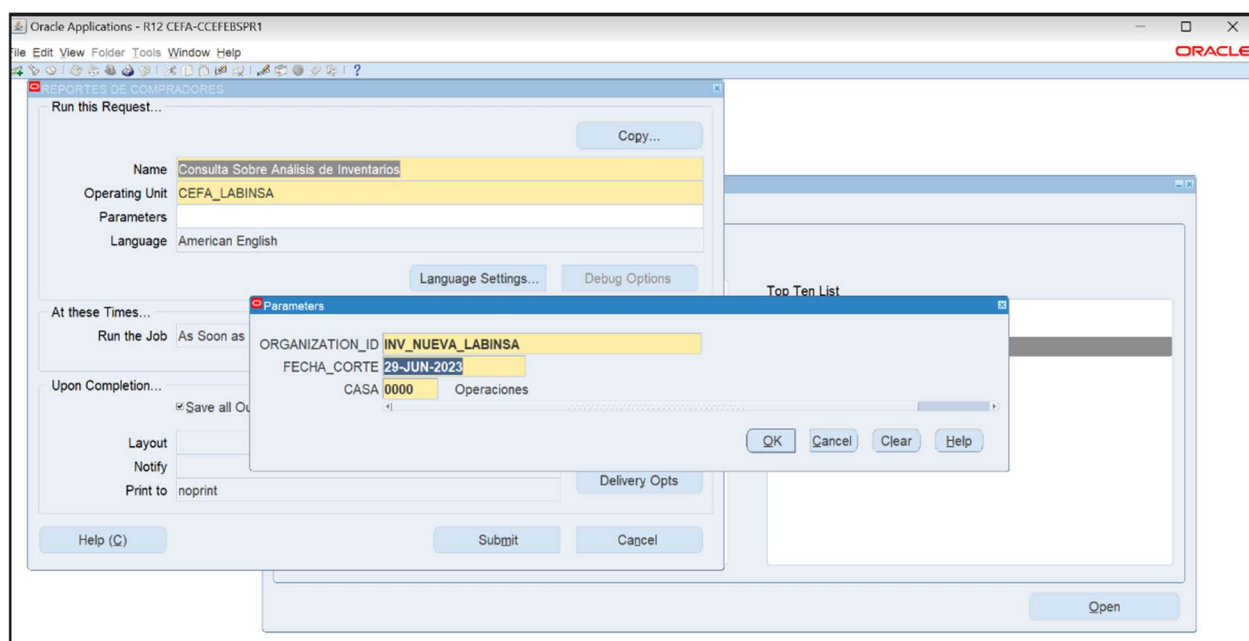 Oracle Applications - R12 CEFA-CCEFEBSPR1
File Edit View Folder Tools Window Help
ORACLE
REPORTES DE COMPRADORES
Run this Request...
Copy...
Name Consulta Sobre Análisis de Inventarios
Operating Unit CEFA_LABINSA
Parameters
Language American English
Language Settings... Debug Options
At these Times...
Run the Job As Soon as
Upon Completion...
Save all Ou
Layout
Notify
Print to noprint
Delivery Opts
Help (C) Submit Cancel
Parameters
ORGANIZATION_ID INV_NUEVA_LABINSA
FECHA_CORTE 29-JUN-2023
CASA 0000 Operaciones
OK Cancel Clear Help
Top Ten List
Open